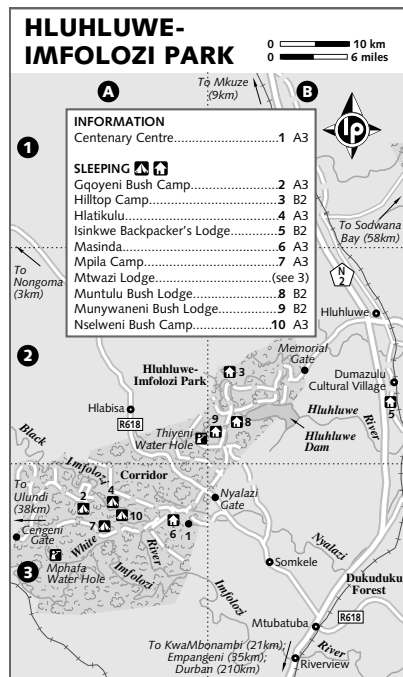 HLUHLUWE-
IMFOLOZI PARK
0 10 km
0 6 miles
A
B
To Mkuze
(9km)
lp
1
INFORMATION
Centenary Centre..............................1 A3
SLEEPING
Gqoyeni Bush Camp.........................2 A3
Hilltop Camp....................................3 B2
Hlatikulu..........................................4 A3
Isinkwe Backpacker's Lodge..............5 B2
Masinda...........................................6 A3
Mpila Camp......................................7 A3
Mtwazi Lodge............................(see 3)
Muntulu Bush Lodge........................8 B2
Munywaneni Bush Lodge.................9 B2
Nselweni Bush Camp......................10 A3
To Sodwana
Bay (58km)
To
Nongoma
(3km)
N
2
Hluhluwe
2
Memorial
Gate
Hluhluwe-
Imfolozi Park
3
Dumazulu
Cultural Village
5
Hlabisa
R618
9
8
Thiyeni
Water Hole
Hluhluwe
River
Hluhluwe
Dam
Black
Imfolozi
Corridor
To
Ulundi
(38km)
2
4
10
7
Nyalazi
Gate
6
1
Cengeni
Gate
White
River
Imfolozi
Mphafa
Water Hole
3
Nyalazi
Somkele
Dukuduku
Forest
Imfolozi
Mtubatuba
R618
River
To KwaMbonambi (21km);
Empangeni (35km);
Durban (210km)
Riverview